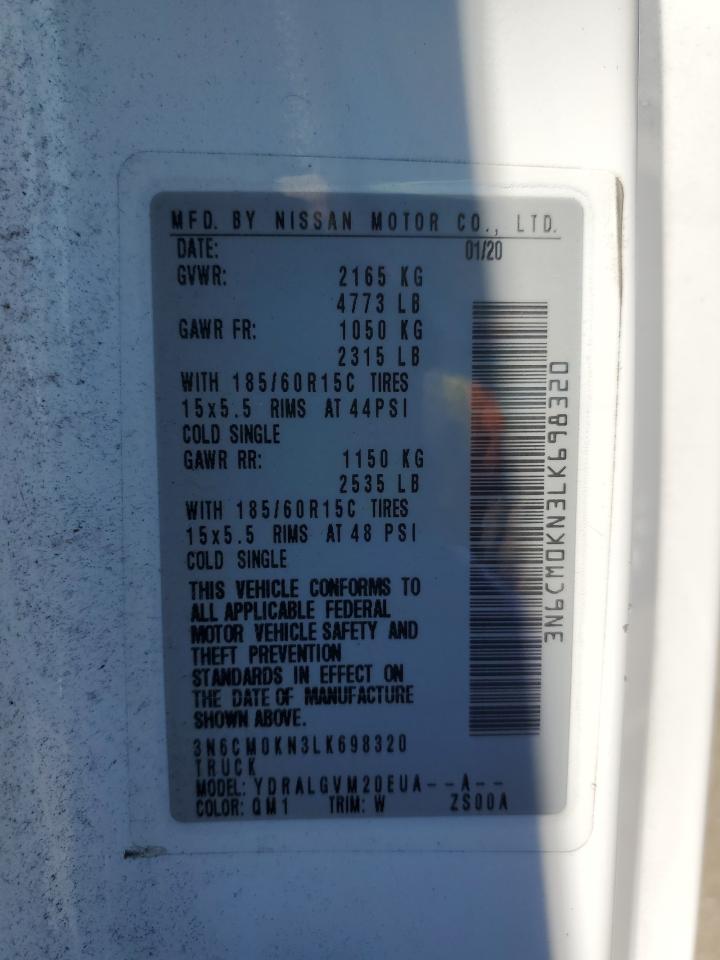 MFD. BY NISSAN MOTOR CO., LTD.
DATE: 01/20
GVWR: 2165 KG
4773 LB
GAWR FR: 1050 KG
2315 LB
WITH 185/60R15C TIRES
15x5.5 RIMS AT 44PSI
COLD SINGLE
GAWR RR: 1150 KG
2535 LB
WITH 185/60R15C TIRES
15x5.5 RIMS AT 48 PSI
COLD SINGLE
THIS VEHICLE CONFORMS TO
ALL APPLICABLE FEDERAL
MOTOR VEHICLE SAFETY AND
THEFT PREVENTION
STANDARDS IN EFFECT ON
THE DATE OF MANUFACTURE
SHOWN ABOVE.
3N6CM0KN3LK698320
TRUCK
MODEL: YDRALGVM20EUA--A--
COLOR: QM1 TRIM: W ZS00A
3N6CM0KN3LK698320